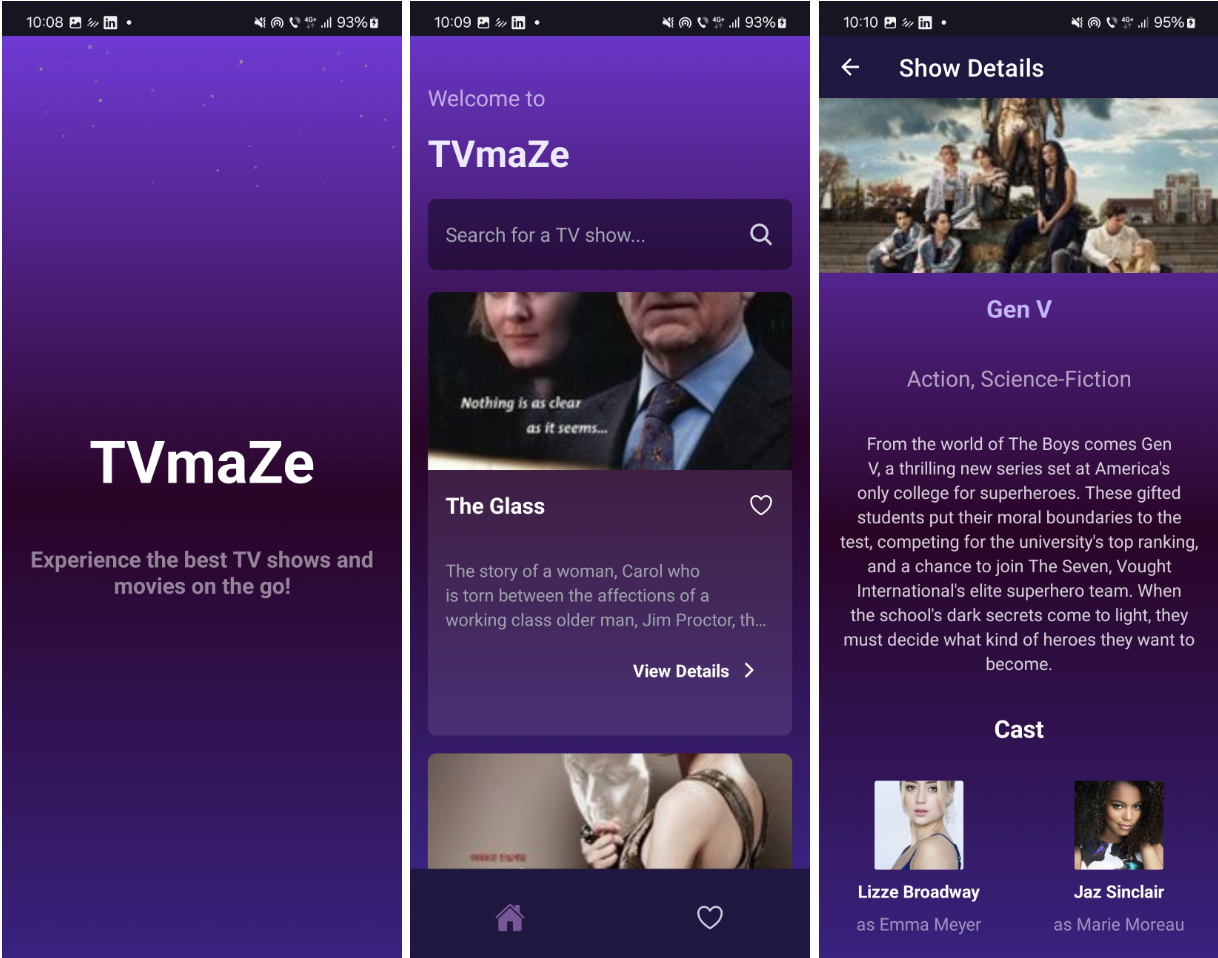 10:08
4G+
93%
TVmaZe
Experience the best TV shows and
movies on the go!
10:09
in
4G+
93%
Welcome to
TVmaZe
Search for a TV show...
Nothing is as clear
as it seems...
The Glass
The story of a woman, Carol who
is torn between the affections of a
working class older man, Jim Proctor, th...
View Details
10:10
in
4G+
95%
Show Details
Gen V
Action, Science-Fiction
From the world of The Boys comes Gen
V, a thrilling new series set at America's
only college for superheroes. These gifted
students put their moral boundaries to the
test, competing for the university's top ranking,
and a chance to join The Seven, Vought
International's elite superhero team. When
the school's dark secrets come to light, they
must decide what kind of heroes they want to
become.
Cast
Lizze Broadway
as Emma Meyer
Jaz Sinclair
as Marie Moreau